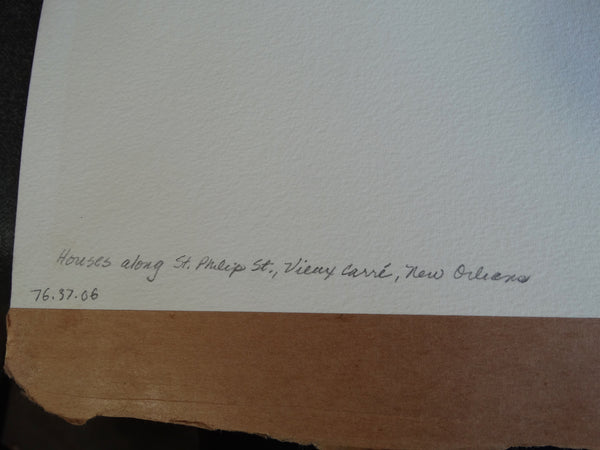 Houses along St. Philip St., Vieux Carré, New Orleans
76.37.06